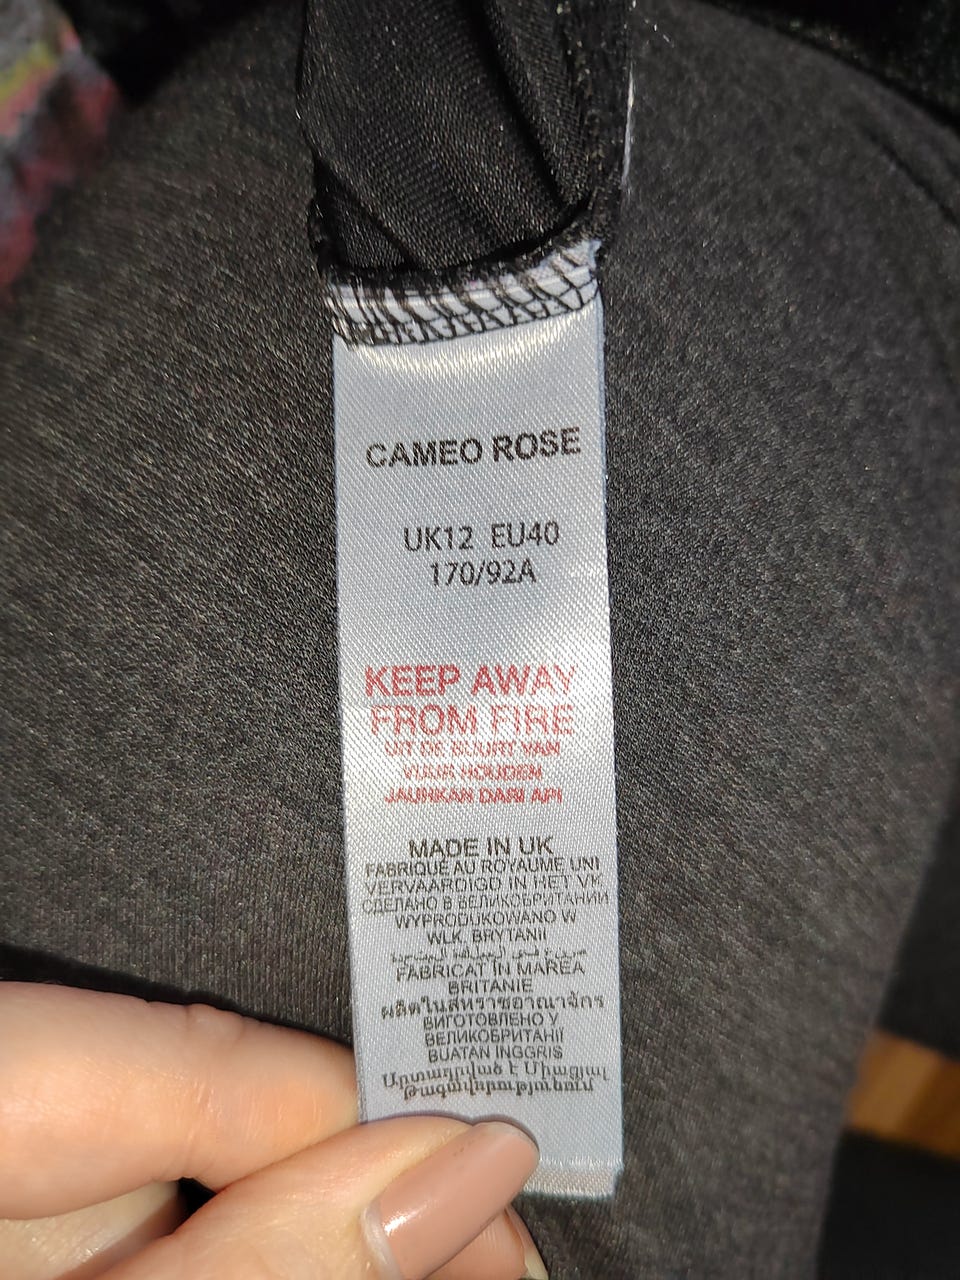 CAMEO ROSE
UK12 EU40
170/92A
KEEP AWAY
FROM FIRE
UIT DE BUURT VAN
VUUR HOUDEN
JAUHKAN DARI API
MADE IN UK
FABRIQUÉ AU ROYAUME UNI
VERVAARDIGD IN HET VK
СДЕЛАНО В ВЕЛИКОБРИТАНИИ
WYPRODUKOWANO W
WLK. BRYTANII
FABRICAT ÎN MAREA
BRITANIE
ผลิตในสหราชอาณาจักร
ВИГОТОВЛЕНО У
ВЕЛИКОБРИТАНІЇ
BUATAN INGGRIS
Արտադրված է Միացյալ
Թագավորությունում